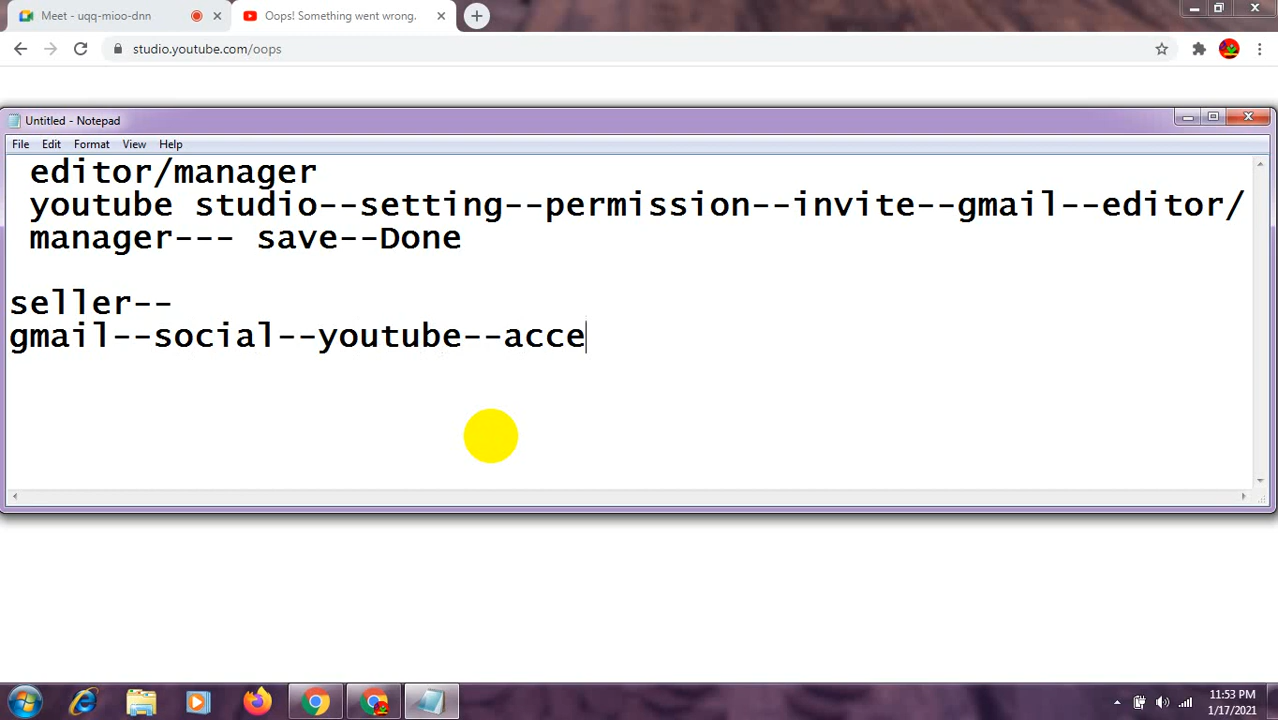 Meet - uqq-mioo-dnn
Oops! Something went wrong.
studio.youtube.com/oops
Untitled - Notepad
File Edit Format View Help
editor/manager
youtube studio--setting--permission--invite--gmail--editor/
manager--- save--Done
seller--
gmail--social--youtube--acce
11:53 PM
1/17/2021